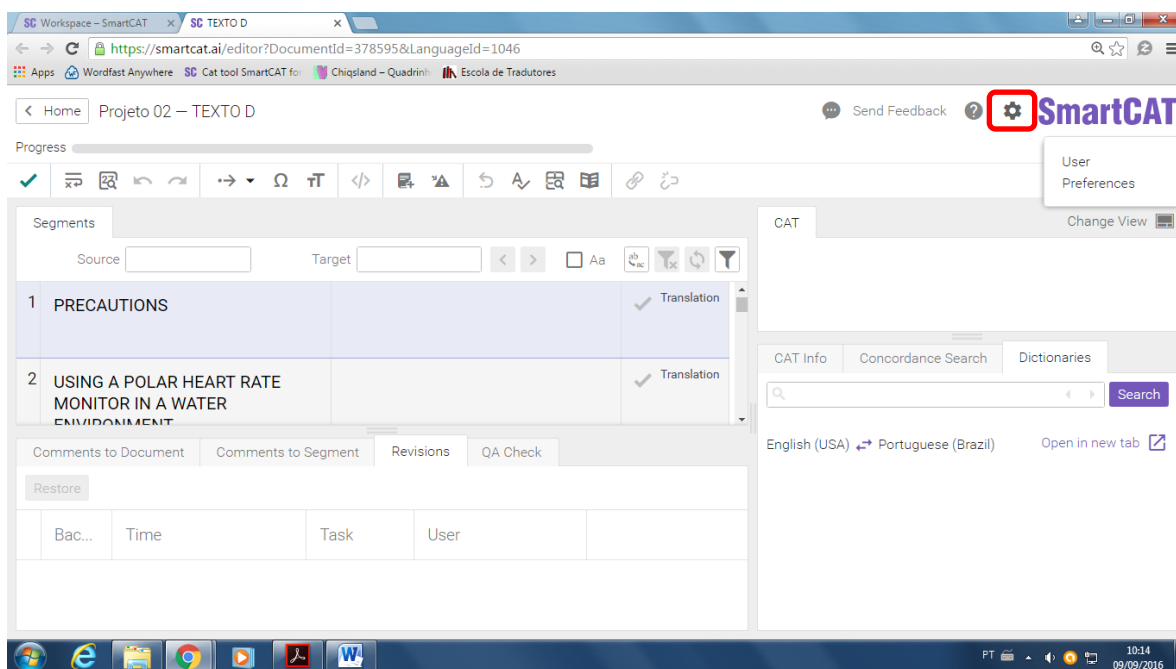 SC Workspace – SmartCAT
SC TEXTO D
https://smartcat.ai/editor?DocumentId=378595&LanguageId=1046
Apps Wordfast Anywhere SC Cat tool SmartCAT for Chiqsland – Quadrinh Escola de Tradutores
Home Projeto 02 — TEXTO D
Send Feedback SmartCAT
Progress
User
Preferences
Segments
CAT Change View
Source Target Aa
1 PRECAUTIONS Translation
CAT Info Concordance Search Dictionaries
2 USING A POLAR HEART RATE Translation
MONITOR IN A WATER
ENVIRONMENT
Search
English (USA) Portuguese (Brazil) Open in new tab
Comments to Document Comments to Segment Revisions QA Check
Restore
Bac... Time Task User
PT 10:14
09/09/2016